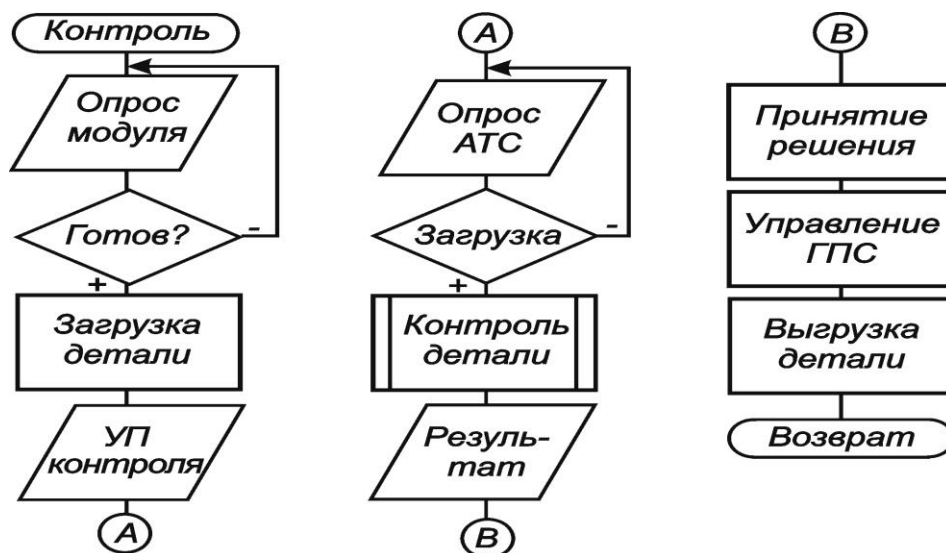 Контроль
Опрос
модуля
Готов?
-
+
Загрузка
детали
УП
контроля
А
А
Опрос
АТС
Загрузка
-
+
Контроль
детали
Резуль-
тат
В
В
Принятие
решения
Управление
ГПС
Выгрузка
детали
Возврат